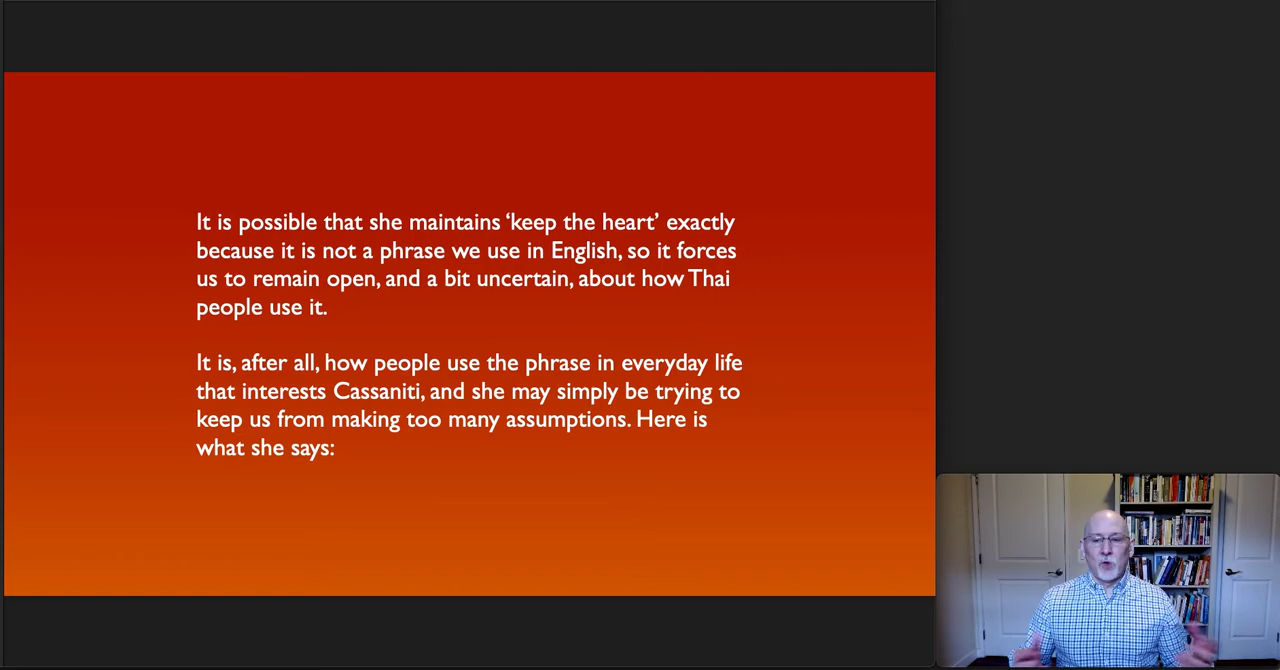 It is possible that she maintains ‘keep the heart’ exactly
because it is not a phrase we use in English, so it forces
us to remain open, and a bit uncertain, about how Thai
people use it.
It is, after all, how people use the phrase in everyday life
that interests Cassaniti, and she may simply be trying to
keep us from making too many assumptions. Here is
what she says: